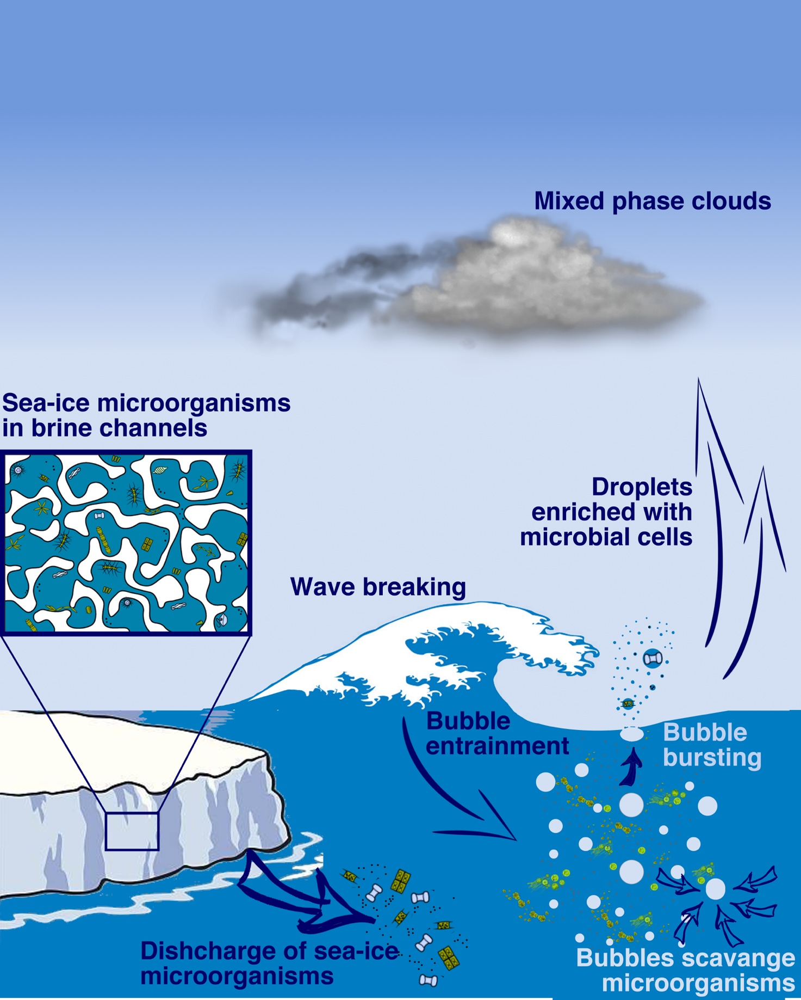 Mixed phase clouds
Sea-ice microorganisms
in brine channels
Droplets
enriched with
microbial cells
Wave breaking
Bubble
entrainment
Bubble
bursting
Dishcharge of sea-ice
microorganisms
Bubbles scavange
microorganisms